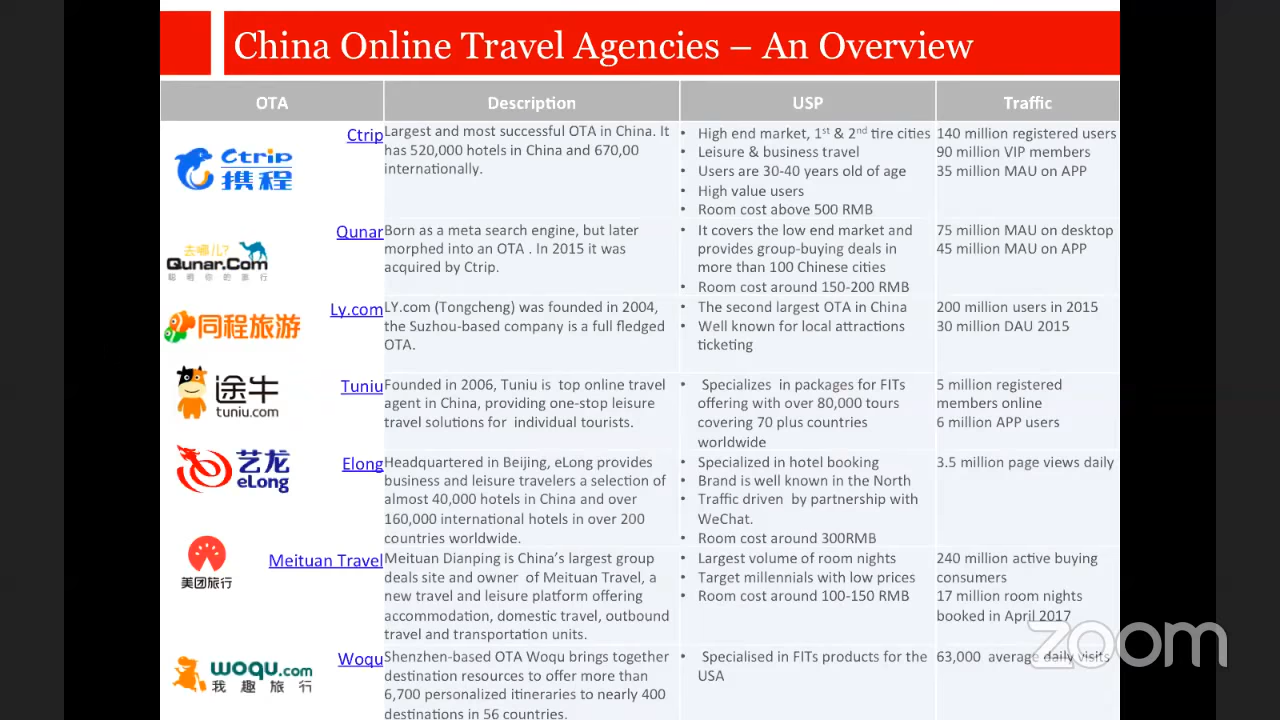 China Online Travel Agencies – An Overview
OTA Description USP Traffic
Ctrip
携程
Ctrip
Largest and most successful OTA in China. It
has 520,000 hotels in China and 670,00
internationally.
• High end market, 1st & 2nd tire cities
• Leisure & business travel
• Users are 30-40 years old of age
• High value users
• Room cost above 500 RMB
140 million registered users
90 million VIP members
35 million MAU on APP
去哪儿?
Qunar.Com
聪明你的旅行
Qunar
Born as a meta search engine, but later
morphed into an OTA . In 2015 it was
acquired by Ctrip.
• It covers the low end market and
provides group-buying deals in
more than 100 Chinese cities
• Room cost around 150-200 RMB
75 million MAU on desktop
45 million MAU on APP
同程旅游
Ly.com
LY.com (Tongcheng) was founded in 2004,
the Suzhou-based company is a full fledged
OTA.
• The second largest OTA in China
• Well known for local attractions
ticketing
200 million users in 2015
30 million DAU 2015
途牛
tuniu.com
Tuniu
Founded in 2006, Tuniu is top online travel
agent in China, providing one-stop leisure
travel solutions for individual tourists.
• Specializes in packages for FITs
offering with over 80,000 tours
covering 70 plus countries
worldwide
5 million registered
members online
6 million APP users
艺龙
eLong
Elong
Headquartered in Beijing, eLong provides
business and leisure travelers a selection of
almost 40,000 hotels in China and over
160,000 international hotels in over 200
countries worldwide.
• Specialized in hotel booking
• Brand is well known in the North
• Traffic driven by partnership with
WeChat.
• Room cost around 300RMB
3.5 million page views daily
美团旅行
Meituan Travel
Meituan Dianping is China's largest group
deals site and owner of Meituan Travel, a
new travel and leisure platform offering
accommodation, domestic travel, outbound
travel and transportation units.
• Largest volume of room nights
• Target millennials with low prices
• Room cost around 100-150 RMB
240 million active buying
consumers
17 million room nights
booked in April 2017
woqu.com
我趣旅行
Woqu
Shenzhen-based OTA Woqu brings together
destination resources to offer more than
6,700 personalized itineraries to nearly 400
destinations in 56 countries.
• Specialised in FITs products for the
USA
63,000 average daily visits
zoom